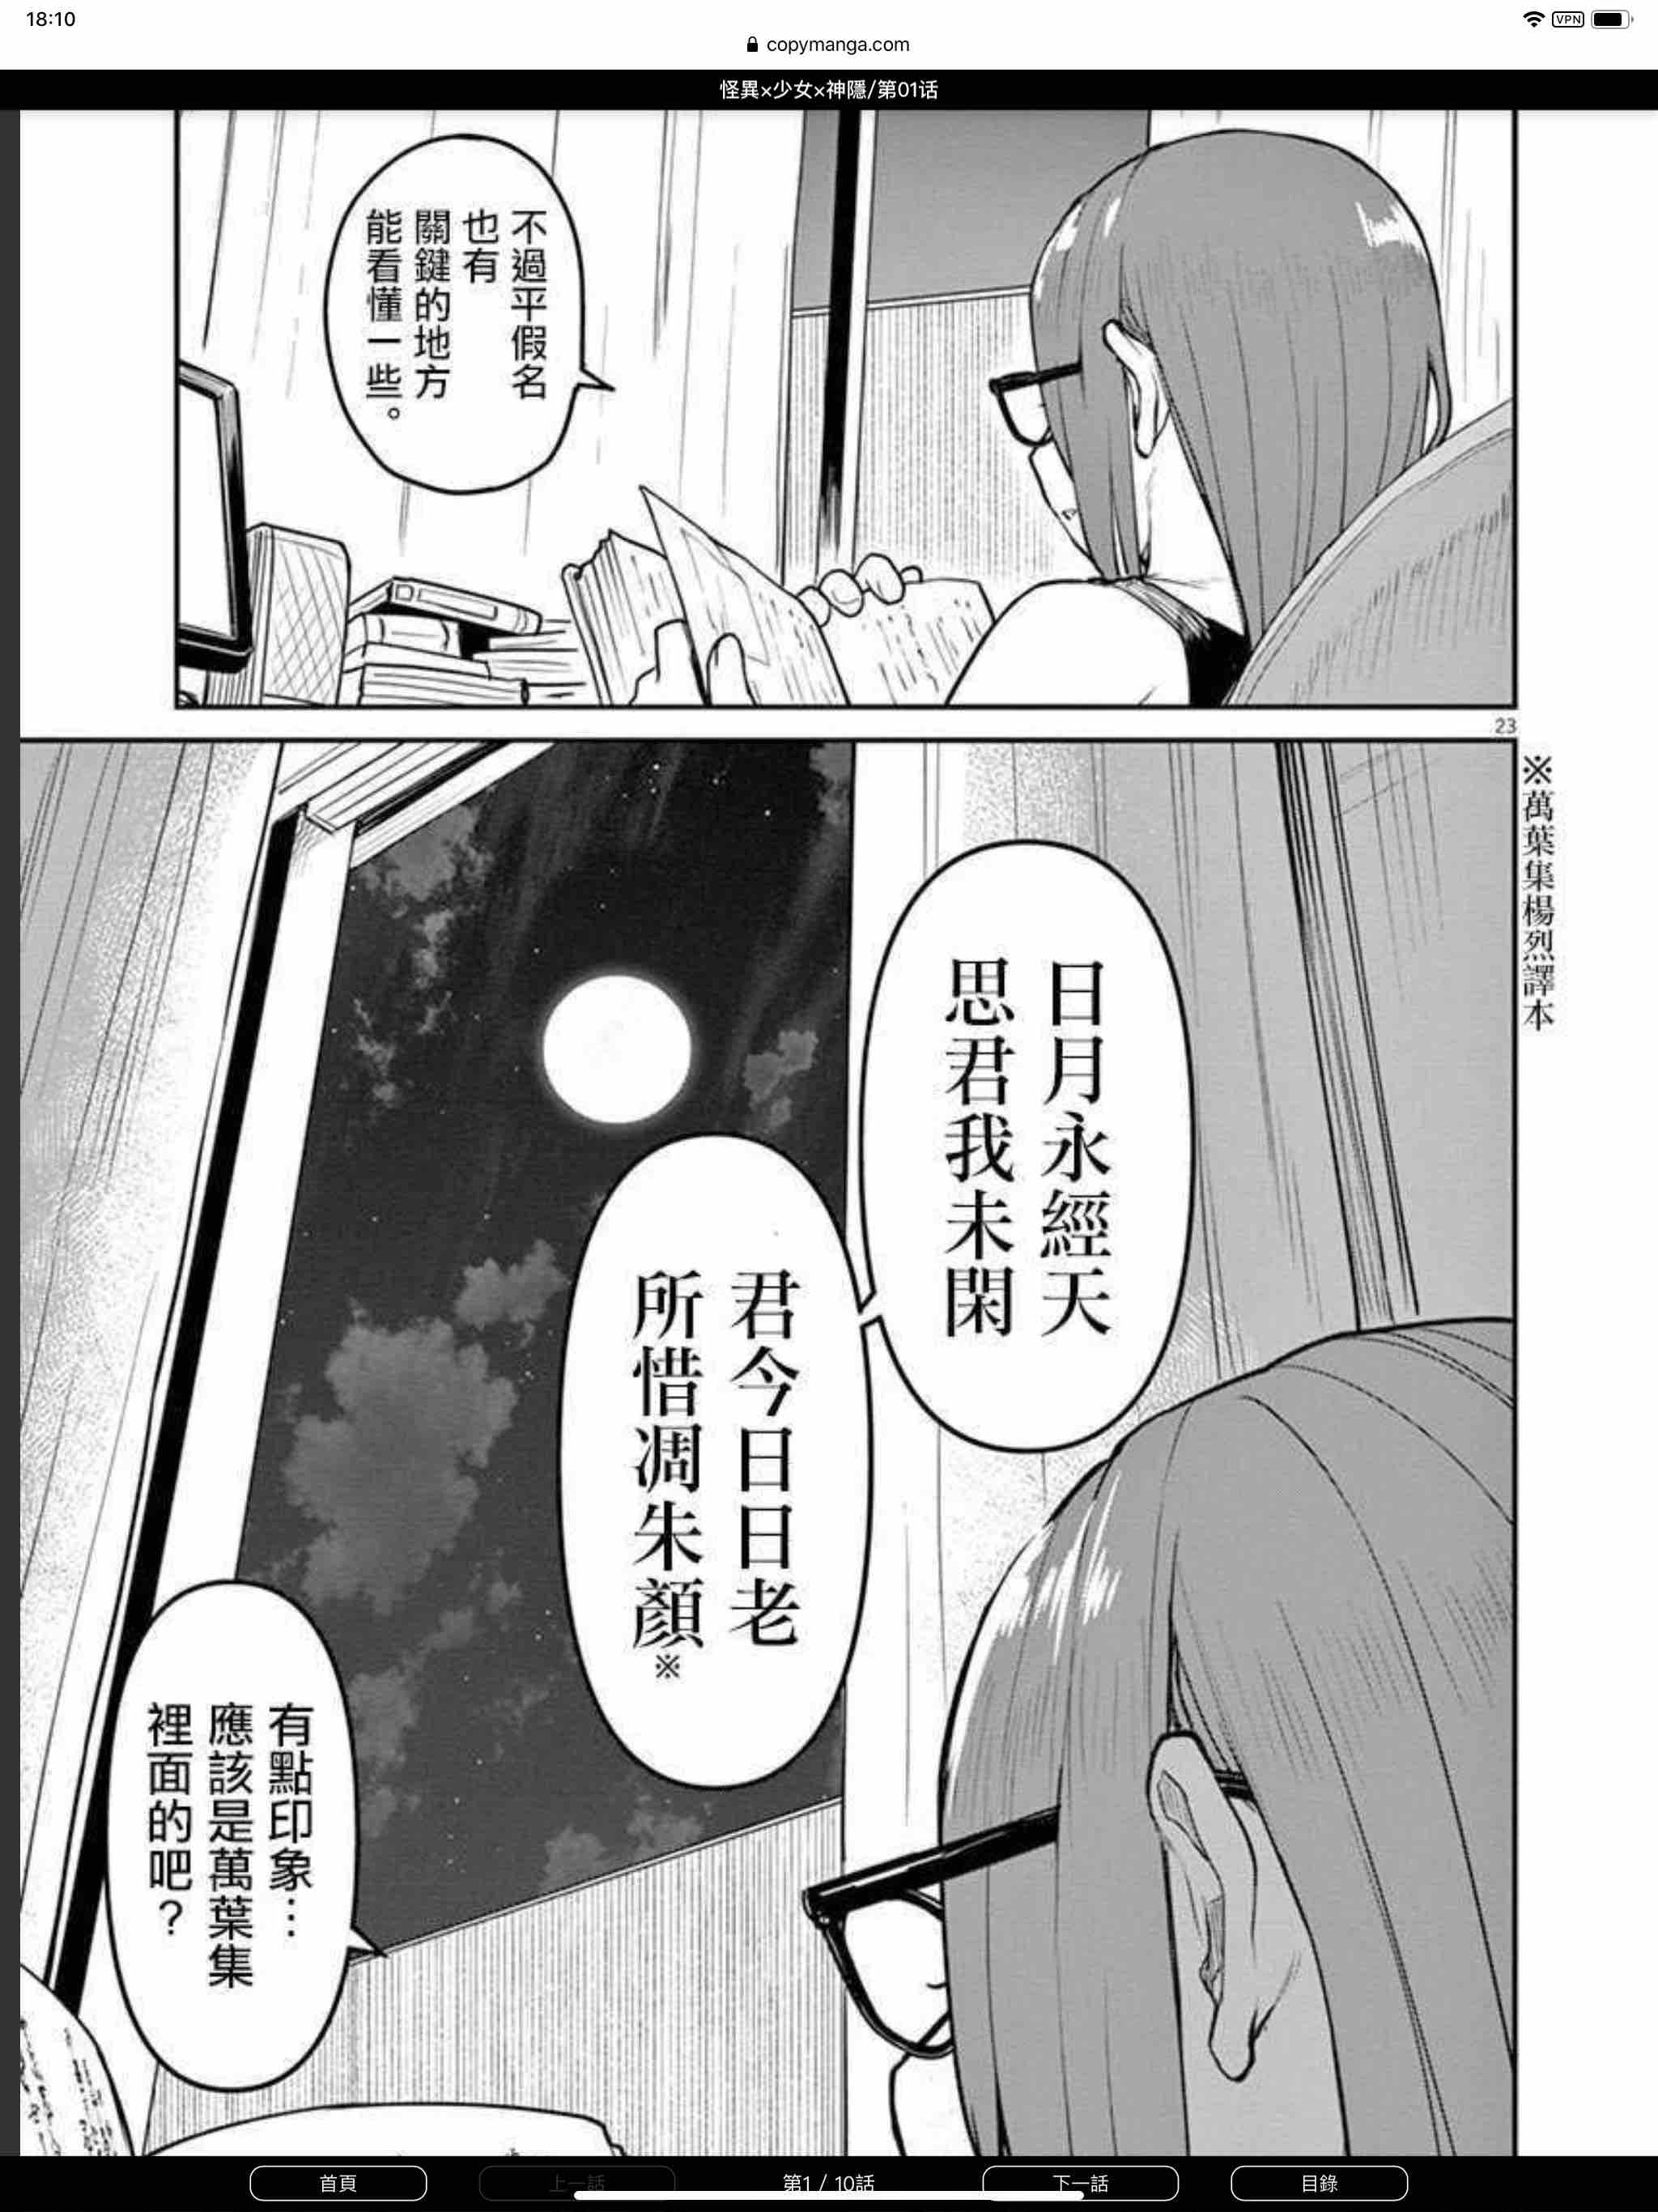 18:10
VPN
copymanga.com
怪異×少女×神隱/第01话
不過平假名
也有
關鍵的地方
能看懂一些。
23
※萬葉集楊烈譯本
日月永經天
思君我未閑
君今日日老
所惜凋朱顏※
有點印象…
應該是萬葉集
裡面的吧？
首頁
上一話
第1 / 10話
下一話
目錄